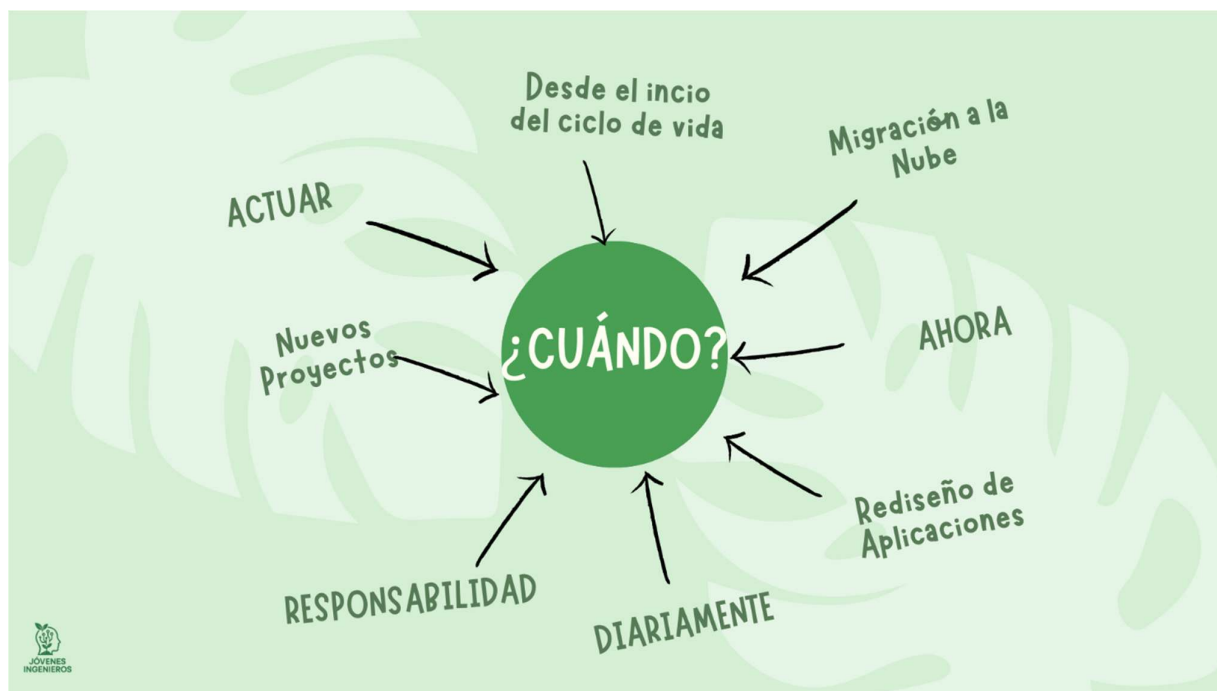 Desde el incio
del ciclo de vida
Migración a la
Nube
ACTUAR
AHORA
Nuevos
Proyectos
¿CUÁNDO?
Rediseño de
Aplicaciones
RESPONSABILIDAD
DIARIAMENTE
JÓVENES
INGENIEROS